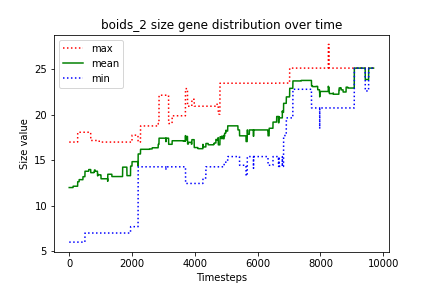 boids_2 size gene distribution over time
max
mean
min
Size value
25
20
15
10
5
0
2000
4000
6000
8000
10000
Timesteps